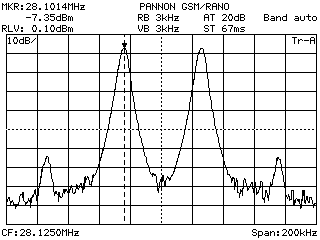 MKR:28.1014MHz PANNON GSM/RANO
-7.35dBm RB 3kHz AT 20dB Band auto
RLV: 0.10dBm VB 3kHz ST 67ms
10dB/ Tr-A
CF:28.1250MHz Span:200kHz